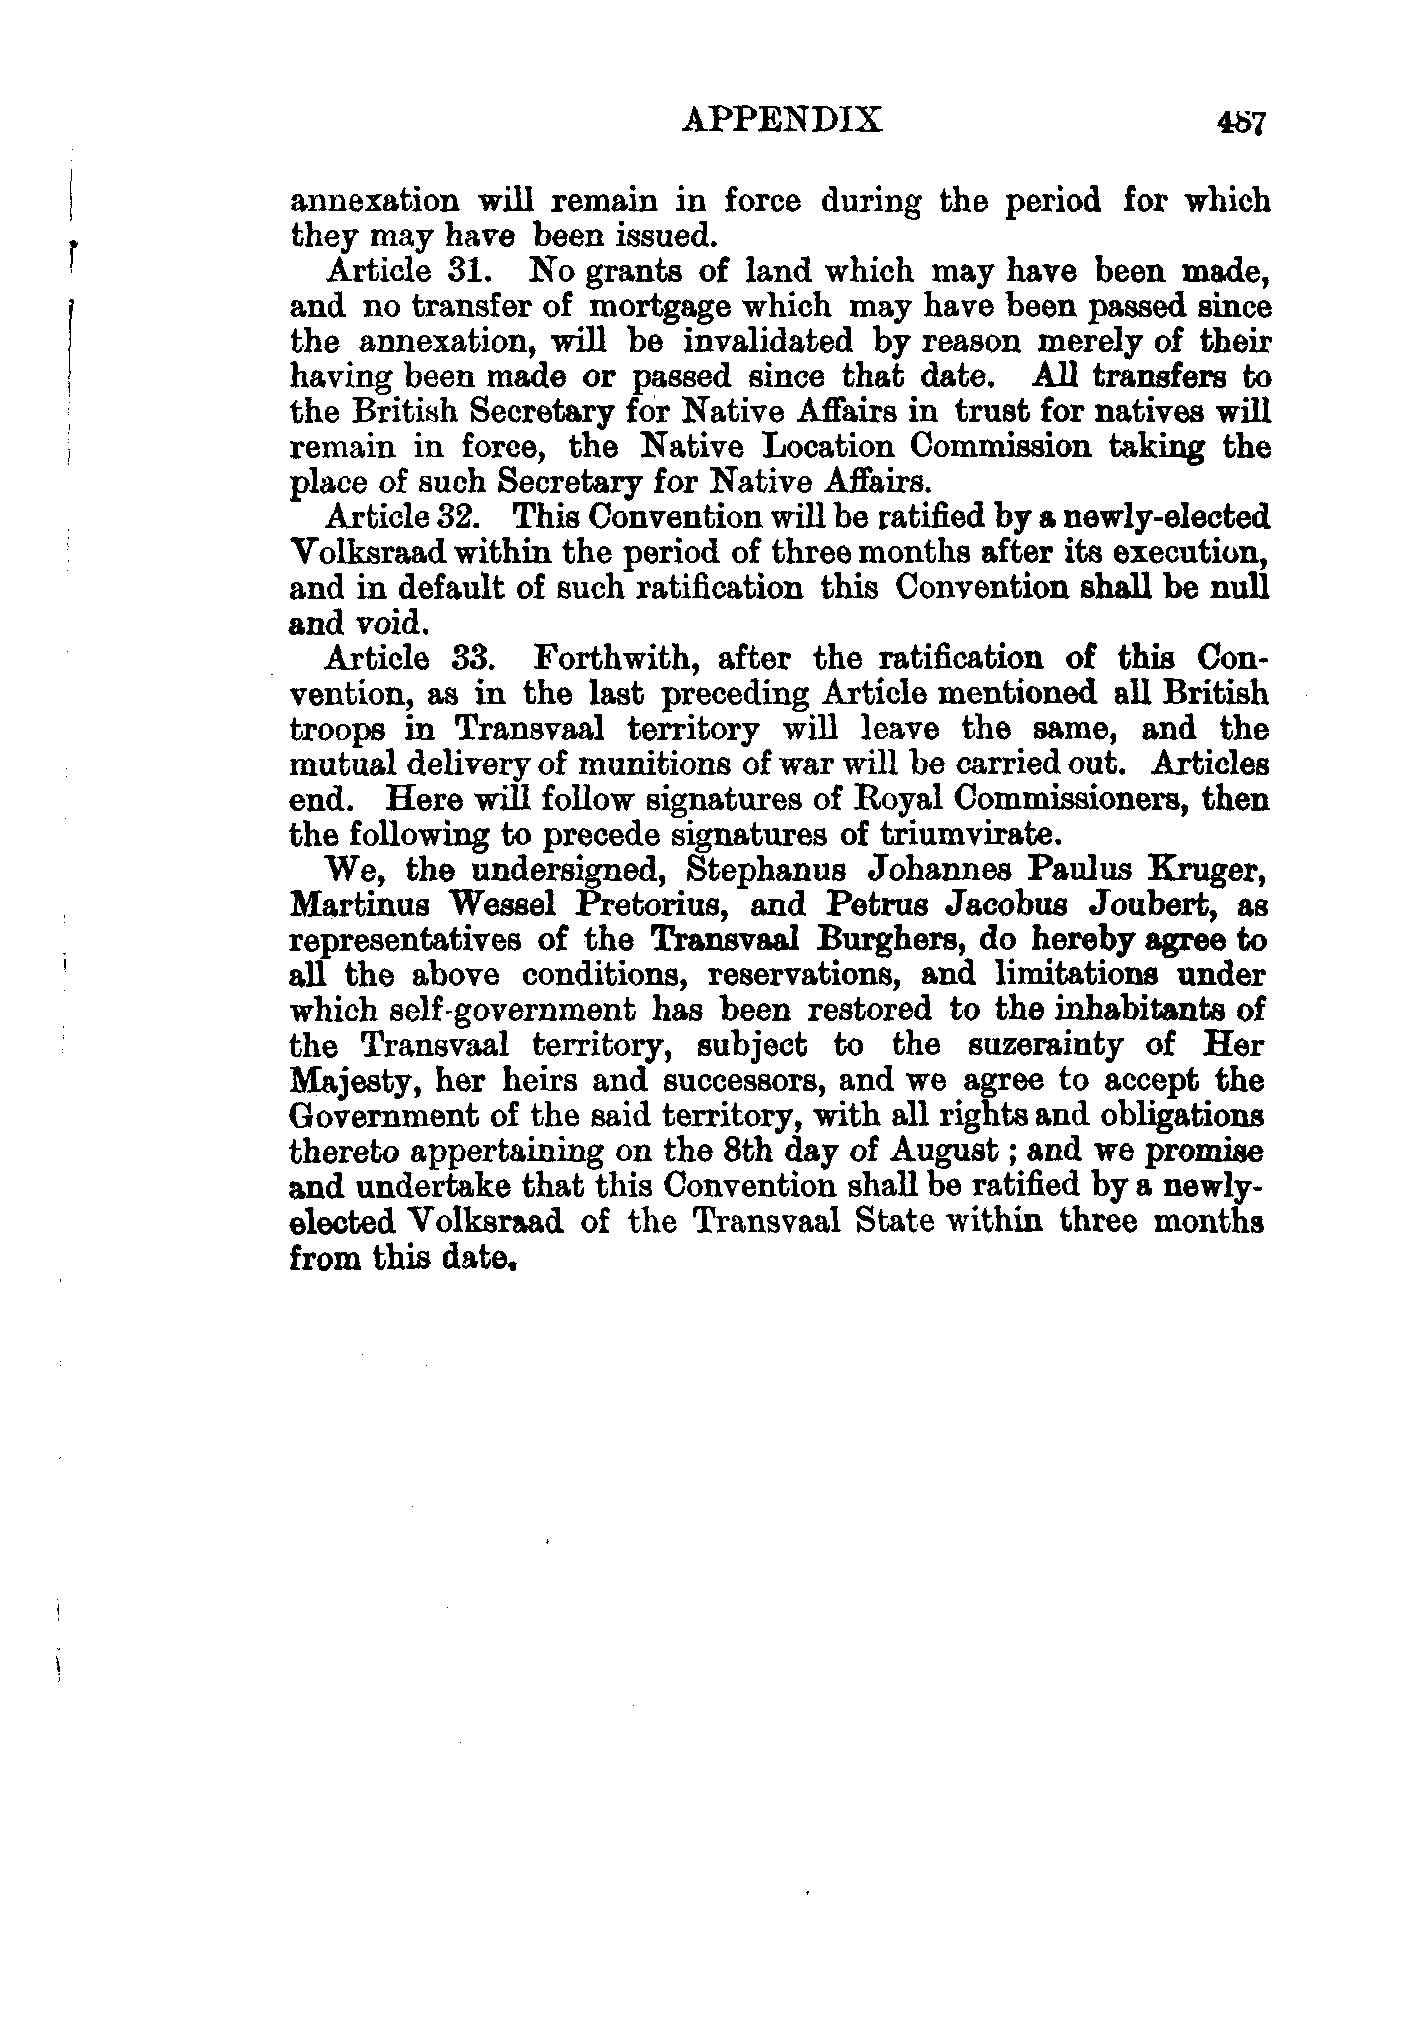 APPENDIX 487
annexation will remain in force during the period for which
they may have been issued.
Article 31. No grants of land which may have been made,
and no transfer of mortgage which may have been passed since
the annexation, will be invalidated by reason merely of their
having been made or passed since that date. All transfers to
the British Secretary for Native Affairs in trust for natives will
remain in force, the Native Location Commission taking the
place of such Secretary for Native Affairs.
Article 32. This Convention will be ratified by a newly-elected
Volksraad within the period of three months after its execution,
and in default of such ratification this Convention shall be null
and void.
Article 33. Forthwith, after the ratification of this Con-
vention, as in the last preceding Article mentioned all British
troops in Transvaal territory will leave the same, and the
mutual delivery of munitions of war will be carried out. Articles
end. Here will follow signatures of Royal Commissioners, then
the following to precede signatures of triumvirate.
We, the undersigned, Stephanus Johannes Paulus Kruger,
Martinus Wessel Pretorius, and Petrus Jacobus Joubert, as
representatives of the Transvaal Burghers, do hereby agree to
all the above conditions, reservations, and limitations under
which self-government has been restored to the inhabitants of
the Transvaal territory, subject to the suzerainty of Her
Majesty, her heirs and successors, and we agree to accept the
Government of the said territory, with all rights and obligations
thereto appertaining on the 8th day of August ; and we promise
and undertake that this Convention shall be ratified by a newly-
elected Volksraad of the Transvaal State within three months
from this date.